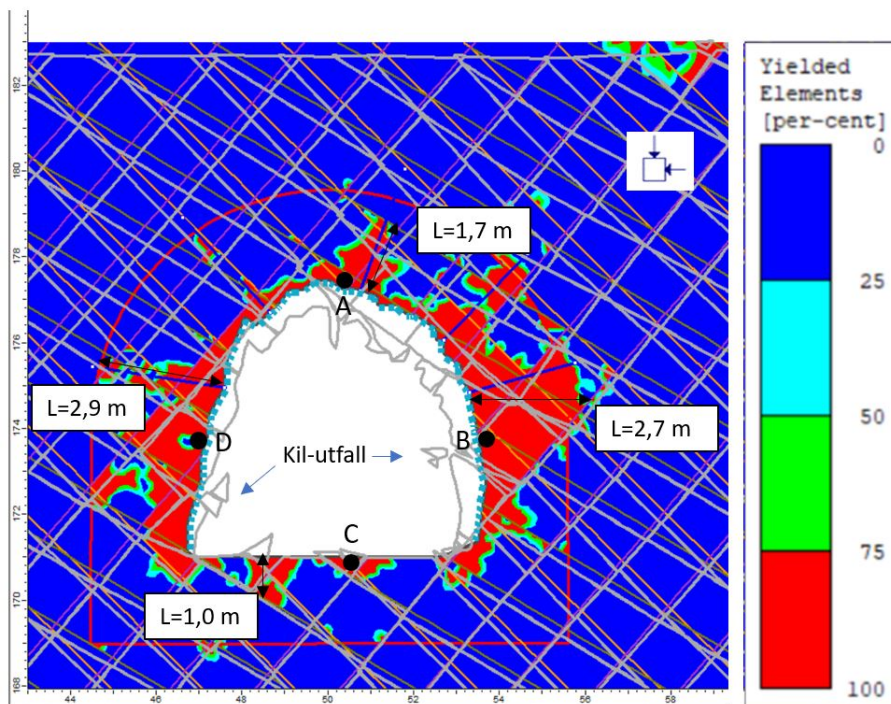 Yielded
Elements
[per-cent]
0
25
50
75
100
182
180
178
176
174
172
170
168
L=1,7 m
A
L=2,9 m
D
B
L=2,7 m
Kil-utfall
C
L=1,0 m
44
46
48
50
52
54
56
58